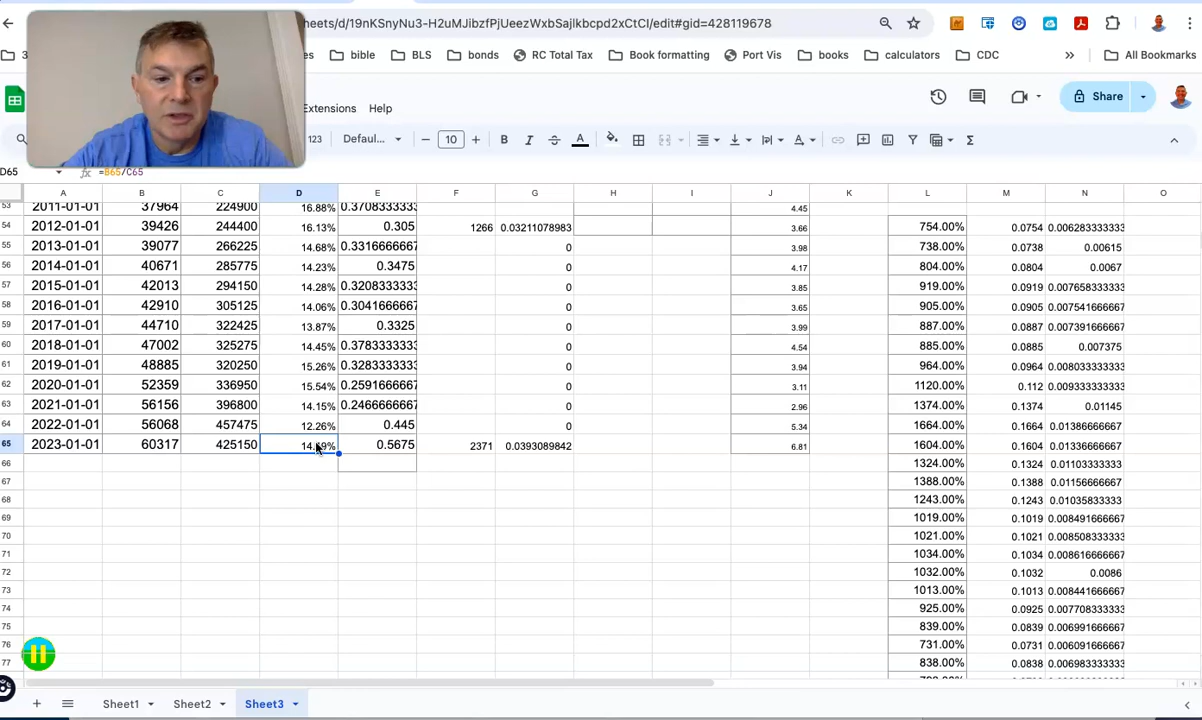 heets/d/19nKSnyNu3-H2uMJibzfPjUeezWxbSajIkbcpd2xCtCI/edit#gid=428119678
es bible BLS bonds RC Total Tax Book formatting Port Vis books calculators CDC » All Bookmarks
Extensions Help Share
123 Defaul... 10 B I A
D65 fx =B65/C65
A B C D E F G H I J K L M N O
53 2011-01-01 37964 224900 16.88% 0.3708333333 4.45
54 2012-01-01 39426 244400 16.13% 0.305 1266 0.03211078983 3.66 754.00% 0.0754 0.006283333333
55 2013-01-01 39077 266225 14.68% 0.3316666667 0 3.98 738.00% 0.0738 0.00615
56 2014-01-01 40671 285775 14.23% 0.3475 0 4.17 804.00% 0.0804 0.0067
57 2015-01-01 42013 294150 14.28% 0.3208333333 0 3.85 919.00% 0.0919 0.007658333333
58 2016-01-01 42910 305125 14.06% 0.3041666667 0 3.65 905.00% 0.0905 0.007541666667
59 2017-01-01 44710 322425 13.87% 0.3325 0 3.99 887.00% 0.0887 0.007391666667
60 2018-01-01 47002 325275 14.45% 0.3783333333 0 4.54 885.00% 0.0885 0.007375
61 2019-01-01 48885 320250 15.26% 0.3283333333 0 3.94 964.00% 0.0964 0.008033333333
62 2020-01-01 52359 336950 15.54% 0.2591666667 0 3.11 1120.00% 0.112 0.009333333333
63 2021-01-01 56156 396800 14.15% 0.2466666667 0 2.96 1374.00% 0.1374 0.01145
64 2022-01-01 56068 457475 12.26% 0.445 0 5.34 1664.00% 0.1664 0.01386666667
65 2023-01-01 60317 425150 0.5675 2371 0.0393089842 6.81 1604.00% 0.1604 0.01336666667
66 1324.00% 0.1324 0.01103333333
67 1388.00% 0.1388 0.01156666667
68 1243.00% 0.1243 0.01035833333
69 1019.00% 0.1019 0.008491666667
70 1021.00% 0.1021 0.008508333333
71 1034.00% 0.1034 0.008616666667
72 1032.00% 0.1032 0.0086
73 1013.00% 0.1013 0.008441666667
74 925.00% 0.0925 0.007708333333
75 839.00% 0.0839 0.006991666667
76 731.00% 0.0731 0.006091666667
77 838.00% 0.0838 0.006983333333
Sheet1 Sheet2 Sheet3